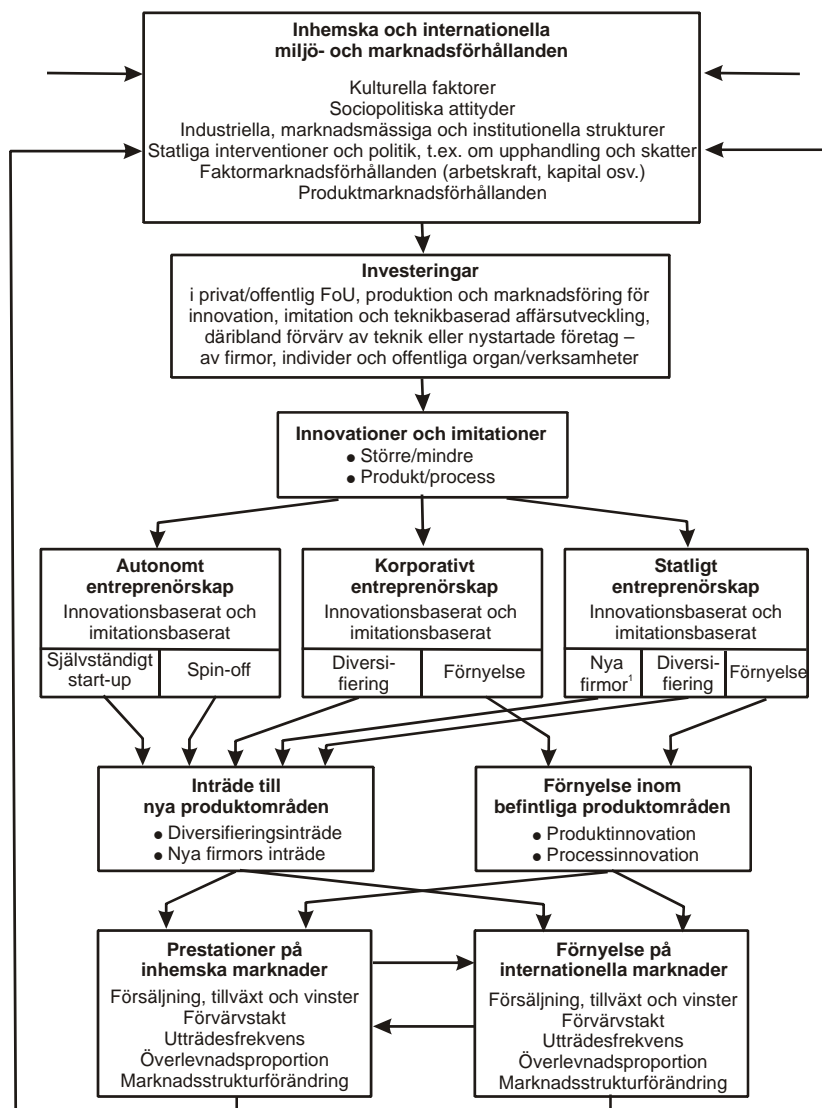 Inhemska och internationella
miljö- och marknadsförhållanden
Kulturella faktorer
Sociopolitiska attityder
Industriella, marknadsmässiga och institutionella strukturer
Statliga interventioner och politik, t.ex. om upphandling och skatter
Faktormarknadsförhållanden (arbetskraft, kapital osv.)
Produktmarknadsförhållanden
Investeringar
i privat/offentlig FoU, produktion och marknadsföring för
innovation, imitation och teknikbaserad affärsutveckling,
däribland förvärv av teknik eller nystartade företag –
av firmor, individer och offentliga organ/verksamheter
Innovationer och imitationer
● Större/mindre
● Produkt/process
Autonomt
entreprenörskap
Innovationsbaserat och
imitationsbaserat
Självständigt
start-up
Spin-off
Korporativt
entreprenörskap
Innovationsbaserat och
imitationsbaserat
Diversi-
fiering
Förnyelse
Statligt
entreprenörskap
Innovationsbaserat och
imitationsbaserat
Nya
firmor¹
Diversi-
fiering
Förnyelse
Inträde till
nya produktområden
● Diversifieringsinträde
● Nya firmors inträde
Förnyelse inom
befintliga produktområden
● Produktinnovation
● Processinnovation
Prestationer på
inhemska marknader
Försäljning, tillväxt och vinster
Förvärvstakt
Utträdesfrekvens
Överlevnadsproportion
Marknadsstrukturförändring
Förnyelse på
internationella marknader
Försäljning, tillväxt och vinster
Förvärvstakt
Utträdesfrekvens
Överlevnadsproportion
Marknadsstrukturförändring